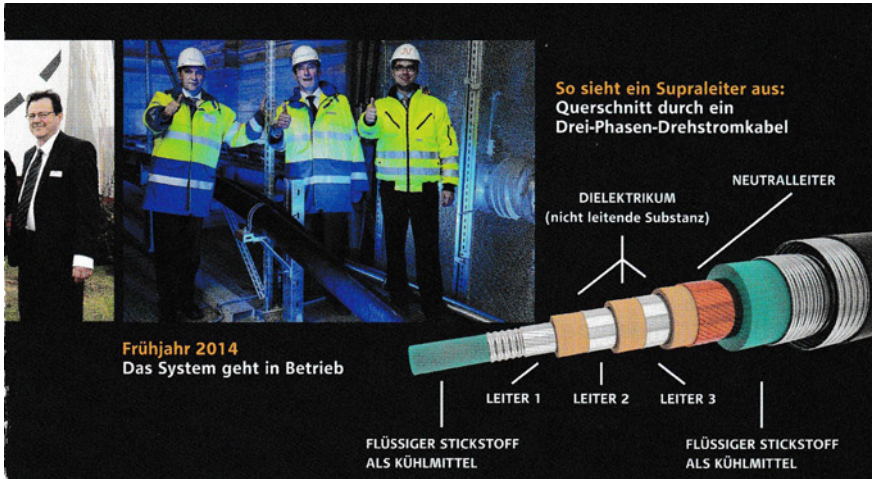 So sieht ein Supraleiter aus:
Querschnitt durch ein
Drei-Phasen-Drehstromkabel
NEUTRALLEITER
DIELEKTRIKUM
(nicht leitende Substanz)
Frühjahr 2014
Das System geht in Betrieb
LEITER 1
LEITER 2
LEITER 3
FLÜSSIGER STICKSTOFF
ALS KÜHLMITTEL
FLÜSSIGER STICKSTOFF
ALS KÜHLMITTEL